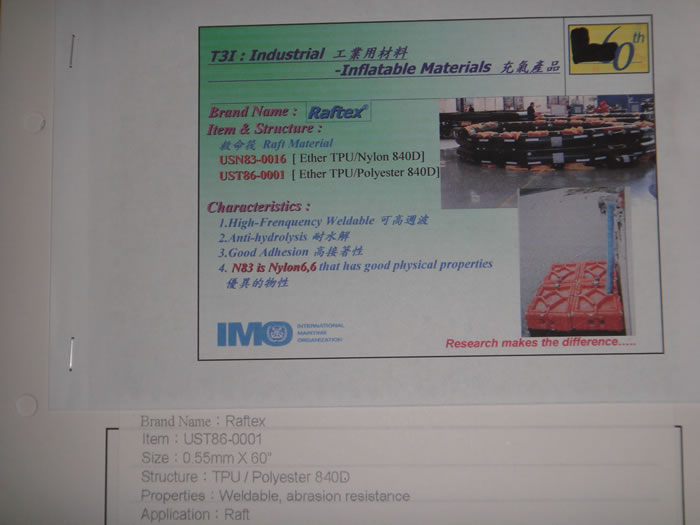 T3I : Industrial 工業用材料
-Inflatable Materials 充氣產品
60th
Brand Name : Raftex®
Item & Structure :
救命筏 Raft Material
USN83-0016 [ Ether TPU/Nylon 840D]
UST86-0001 [ Ether TPU/Polyester 840D]
Characteristics :
1.High-Frenquency Weldable 可高週波
2.Anti-hydrolysis 耐水解
3.Good Adhesion 高接著性
4. N83 is Nylon6,6 that has good physical properties
優異的物性
IMO INTERNATIONAL
MARITIME
ORGANIZATION
Research makes the difference.....
Brand Name：Raftex
Item：UST86-0001
Size：0.55mm X 60"
Structure：TPU / Polyester 840D
Properties：Weldable, abrasion resistance
Application：Raft